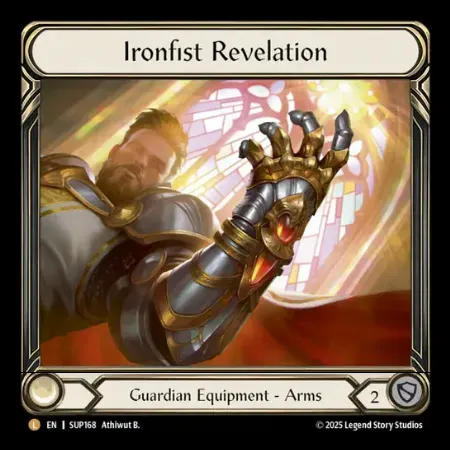 Ironfist Revelation
Guardian Equipment - Arms
2
L EN | SUP168 Athiwut B. © 2025 Legend Story Studios